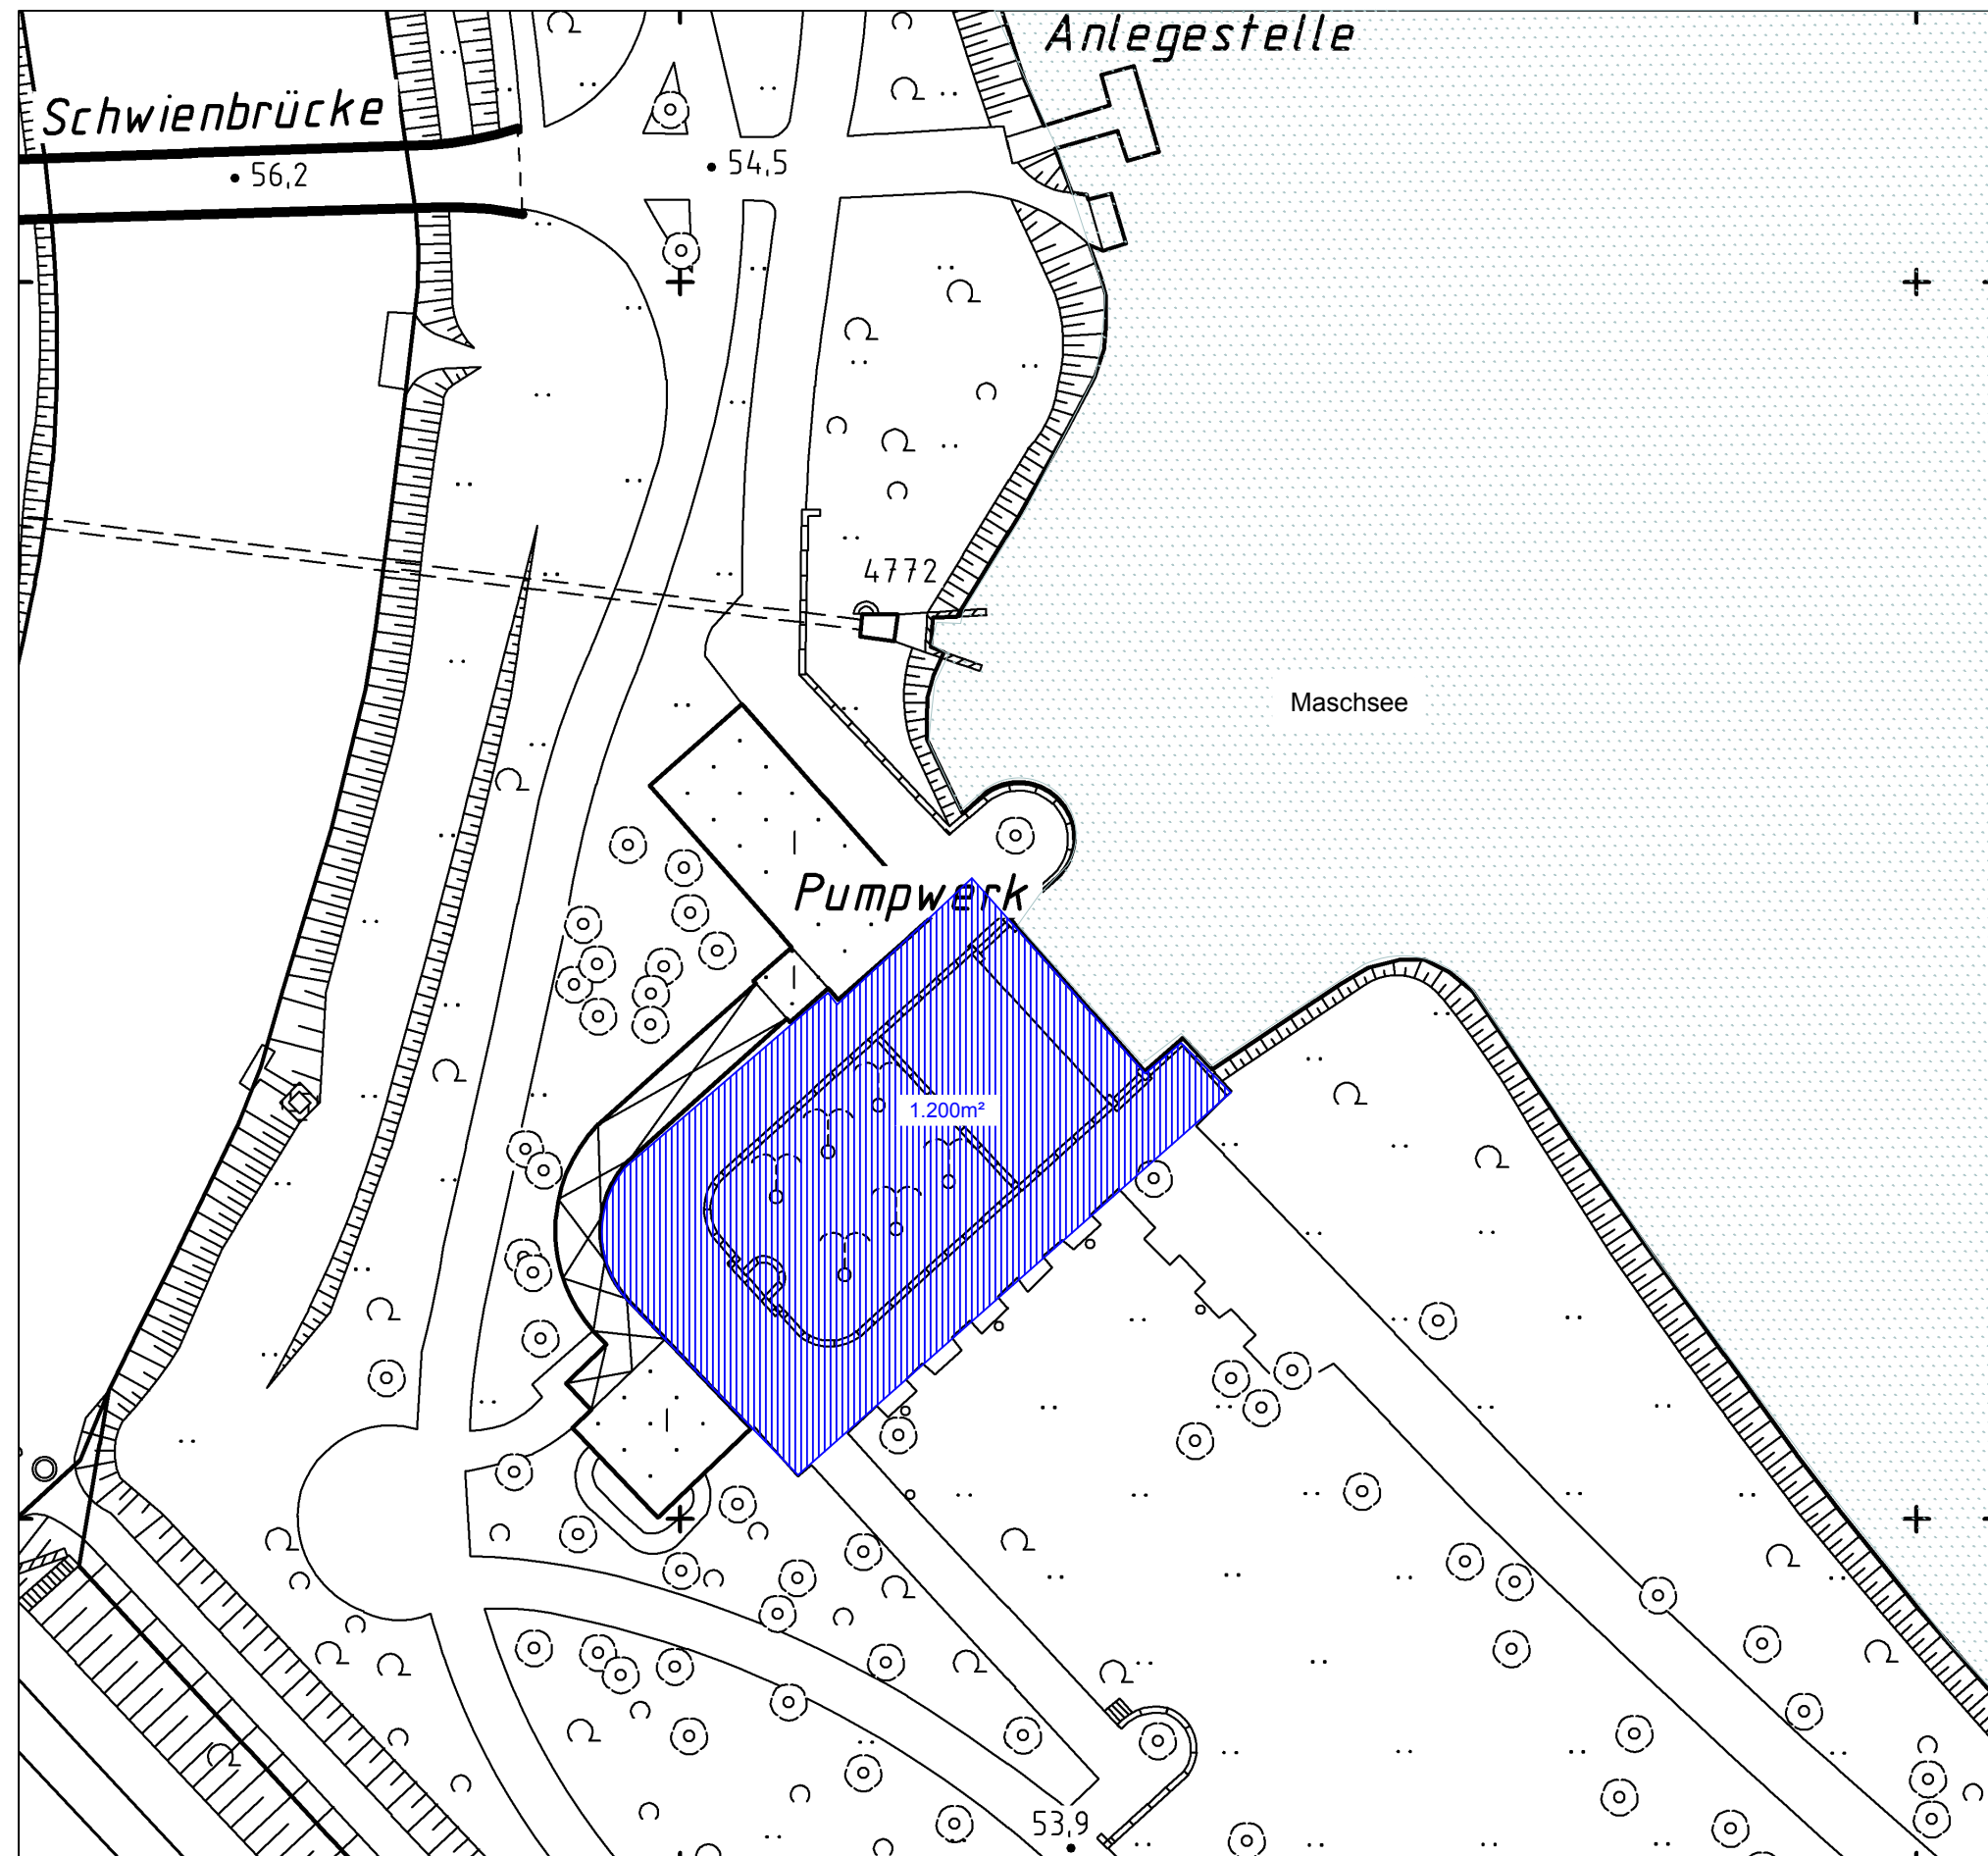 Anlegestelle
Schwienbrücke
56,2
54,5
4772
Maschsee
Pumpwerk
1.200m²
53,9